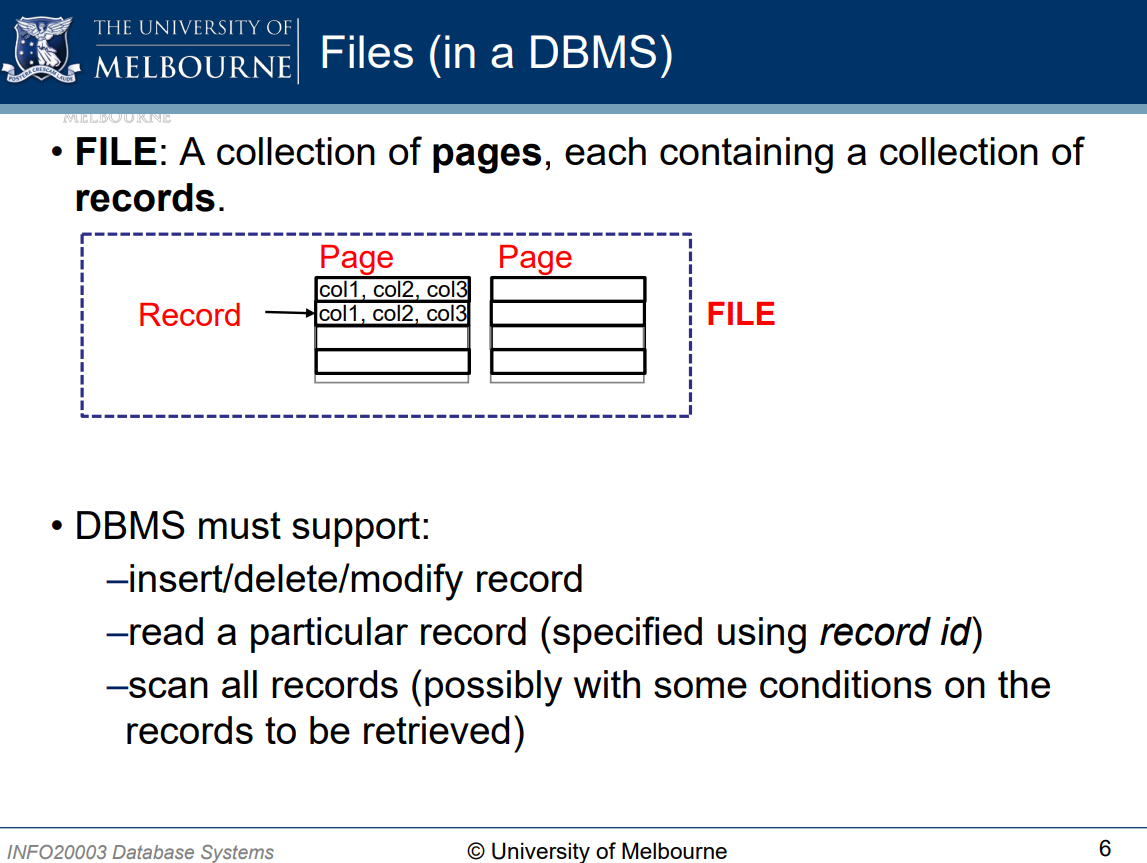 THE UNIVERSITY OF
MELBOURNE
Files (in a DBMS)
MELBOURNE
• FILE: A collection of pages, each containing a collection of
records.
Page Page
col1, col2, col3
Record col1, col2, col3 FILE
• DBMS must support:
–insert/delete/modify record
–read a particular record (specified using record id)
–scan all records (possibly with some conditions on the
records to be retrieved)
INFO20003 Database Systems © University of Melbourne 6